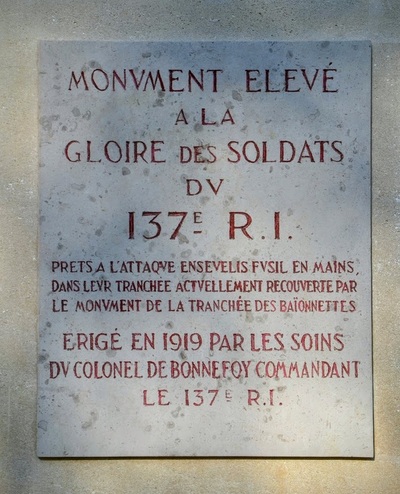 MONVMENT ELEVÉ
A LA
GLOIRE DES SOLDATS
DV
137E R.I.
PRETS A L'ATTAQVE ENSEVELIS FVSIL EN MAINS,
DANS LEVR TRANCHÉE ACTVELLEMENT RECOUVERTE PAR
LE MONVMENT DE LA TRANCHÉE DES BAÏONNETTES
ERIGÉ EN 1919 PAR LES SOINS
DV COLONEL DE BONNEFOY COMMANDANT
LE 137E R.I.